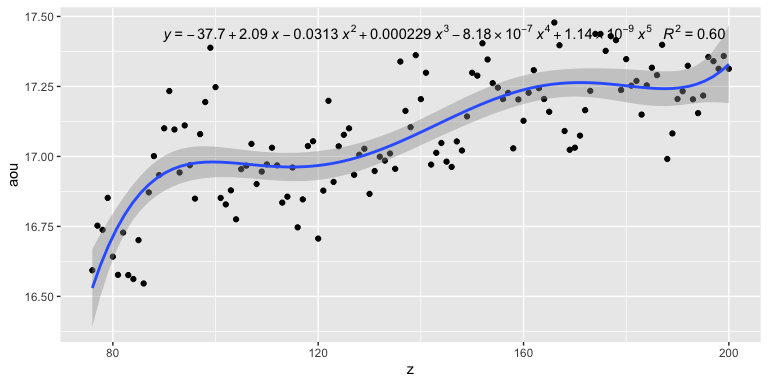 y = −37.7 + 2.09 x − 0.0313 x² + 0.000229 x³ − 8.18 × 10⁻⁷ x⁴ + 1.14 × 10⁻⁹ x⁵ R² = 0.60
17.50
17.25
17.00
16.75
16.50
aou
80 120 160 200
z